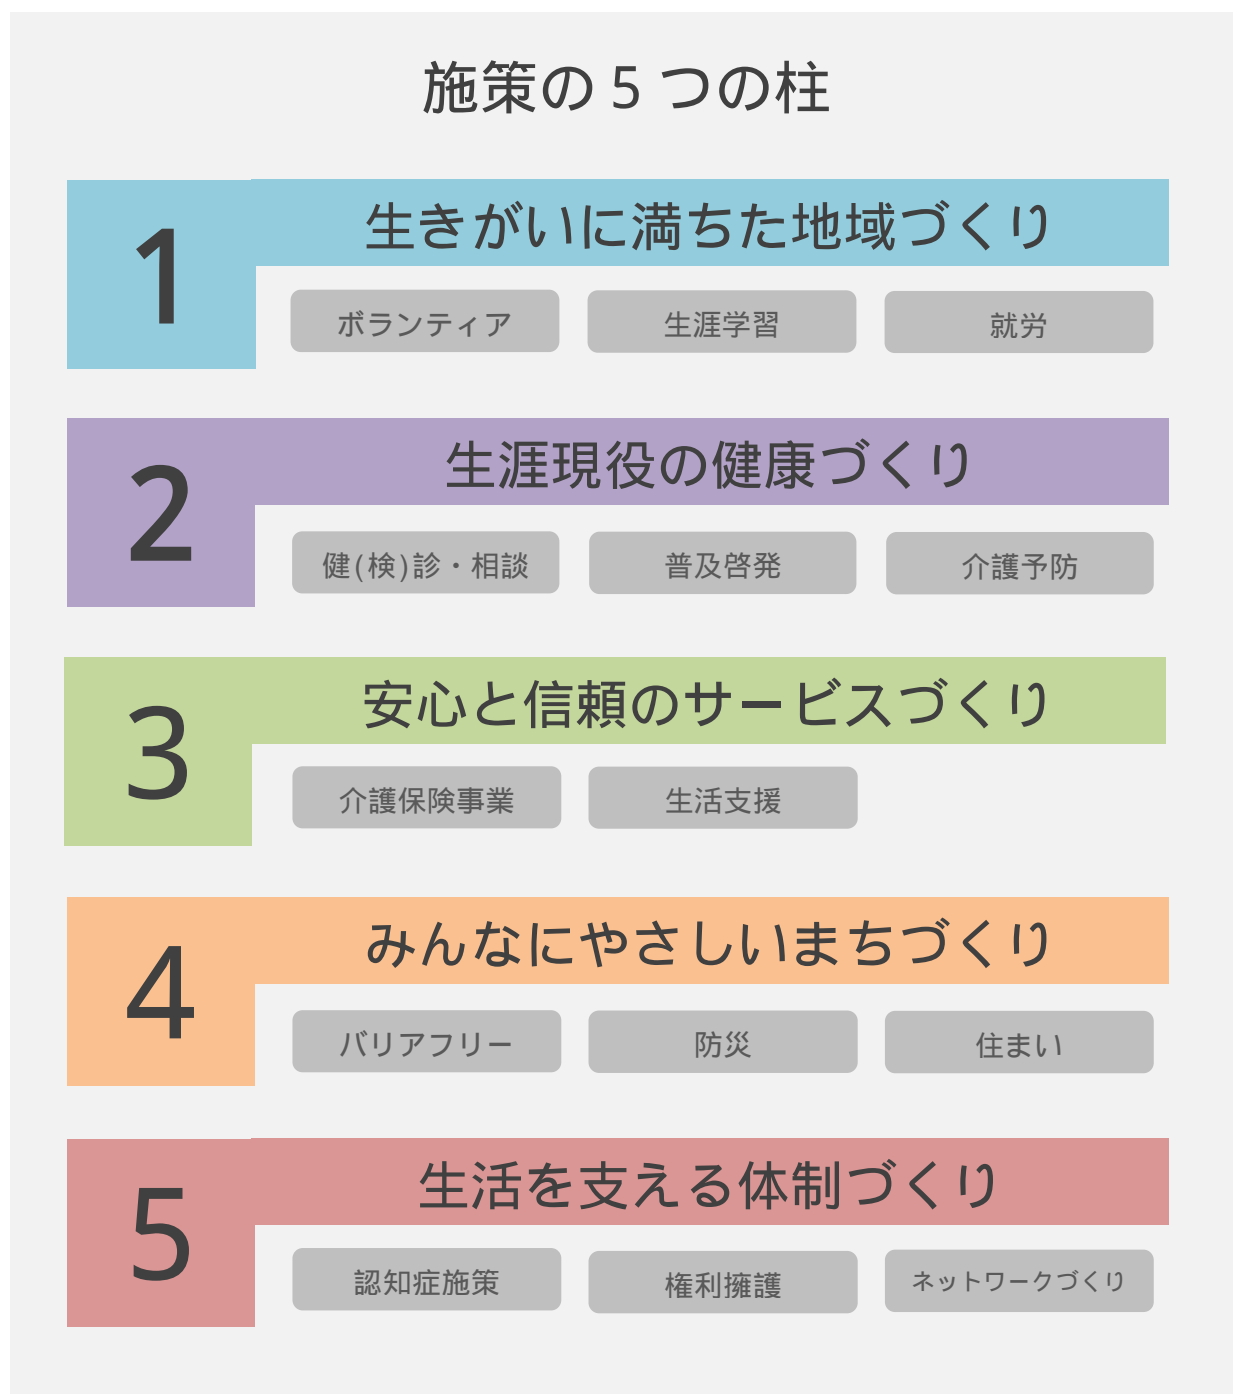 施策の５つの柱
1
生きがいに満ちた地域づくり
ボランティア
生涯学習
就労
2
生涯現役の健康づくり
健(検)診・相談
普及啓発
介護予防
3
安心と信頼のサービスづくり
介護保険事業
生活支援
4
みんなにやさしいまちづくり
バリアフリー
防災
住まい
5
生活を支える体制づくり
認知症施策
権利擁護
ネットワークづくり